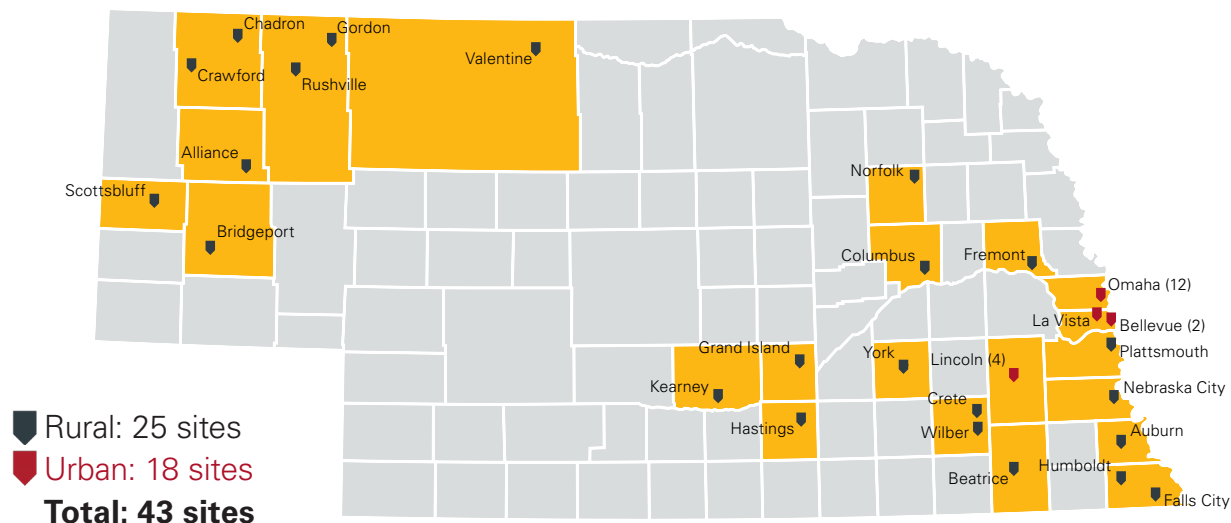 Chadron
Gordon
Valentine
Crawford
Rushville
Alliance
Scottsbluff
Bridgeport
Norfolk
Columbus
Fremont
Omaha (12)
La Vista
Bellevue (2)
Plattsmouth
Grand Island
York
Lincoln (4)
Kearney
Nebraska City
Crete
Hastings
Wilber
Auburn
Beatrice
Humboldt
Falls City
Rural: 25 sites
Urban: 18 sites
Total: 43 sites